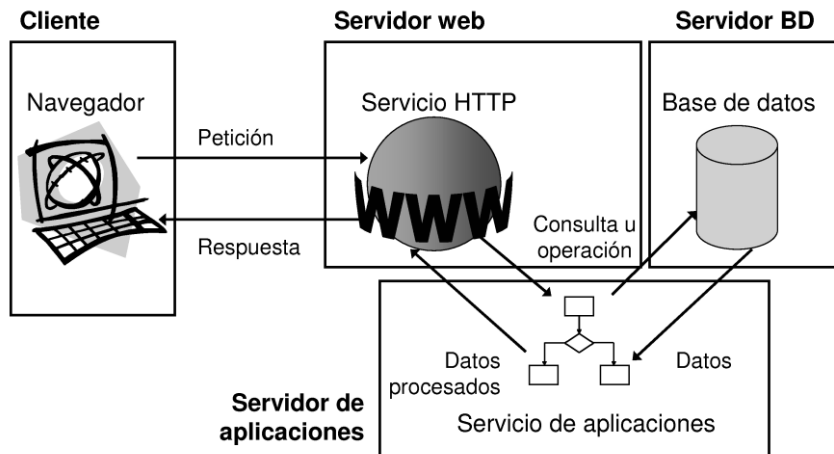 Cliente
Servidor web
Servidor BD
Navegador
Servicio HTTP
Base de datos
Petición
WWW
Respuesta
Consulta u
operación
Datos
procesados
Datos
Servidor de
aplicaciones
Servicio de aplicaciones